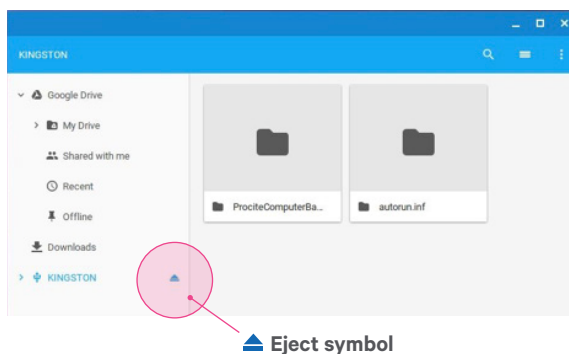 KINGSTON
Google Drive
My Drive
Shared with me
Recent
Offline
Downloads
KINGSTON
ProciteComputerBa...
autorun.inf
Eject symbol